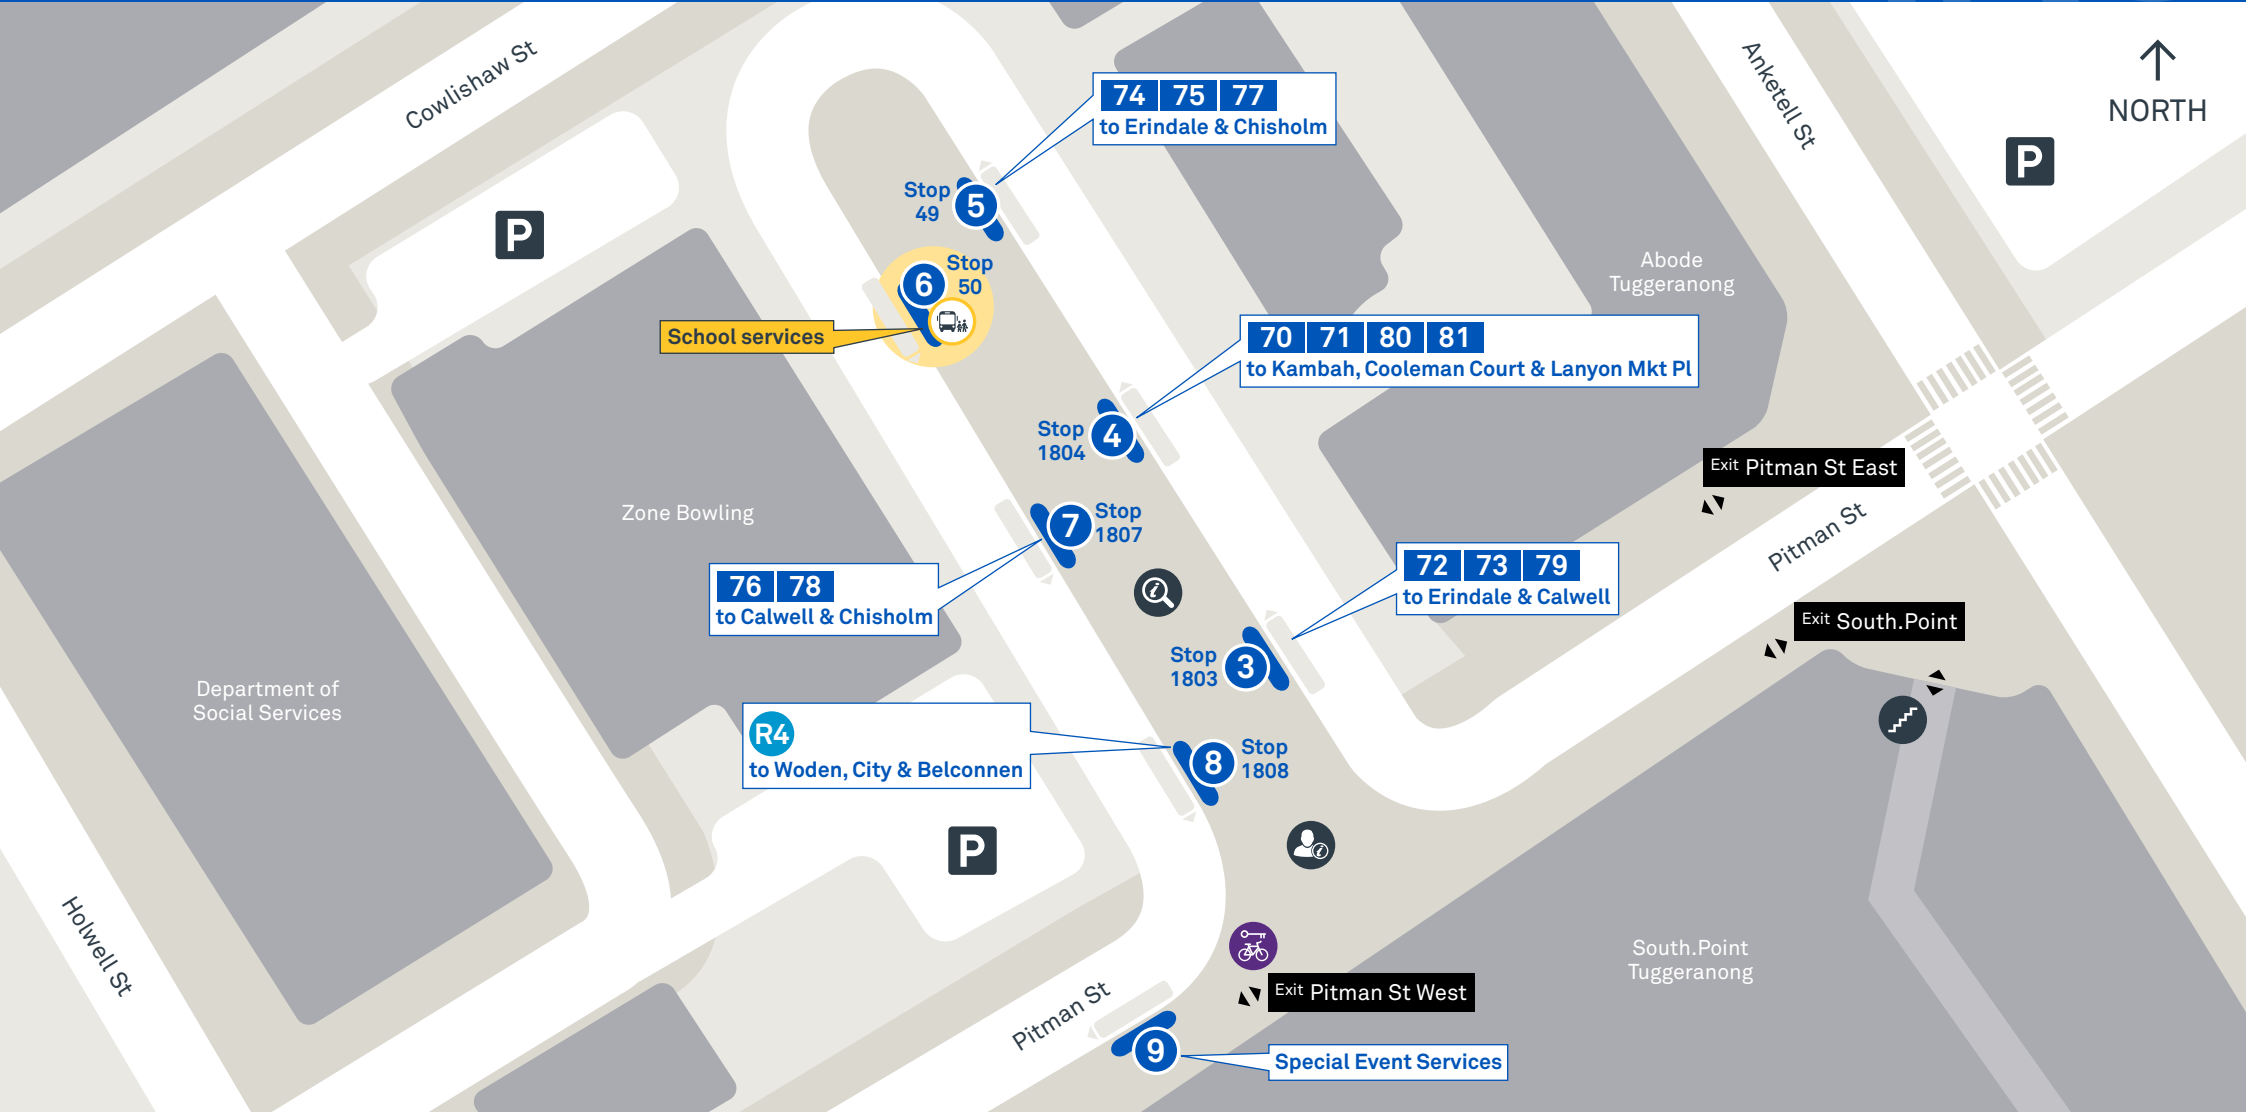 Cowlishaw St
Anketell St
NORTH
P
74 75 77
to Erindale & Chisholm
Stop
49
5
P
Stop
50
6
School services
Abode
Tuggeranong
70 71 80 81
to Kambah, Cooleman Court & Lanyon Mkt Pl
Stop
1804
4
Exit Pitman St East
Zone Bowling
Stop
1807
7
Pitman St
76 78
to Calwell & Chisholm
i
72 73 79
to Erindale & Calwell
Exit South.Point
Stop
1803
3
Department of
Social Services
R4
to Woden, City & Belconnen
Stop
1808
8
P
i
Holwell St
South.Point
Tuggeranong
Exit Pitman St West
Pitman St
9
Special Event Services